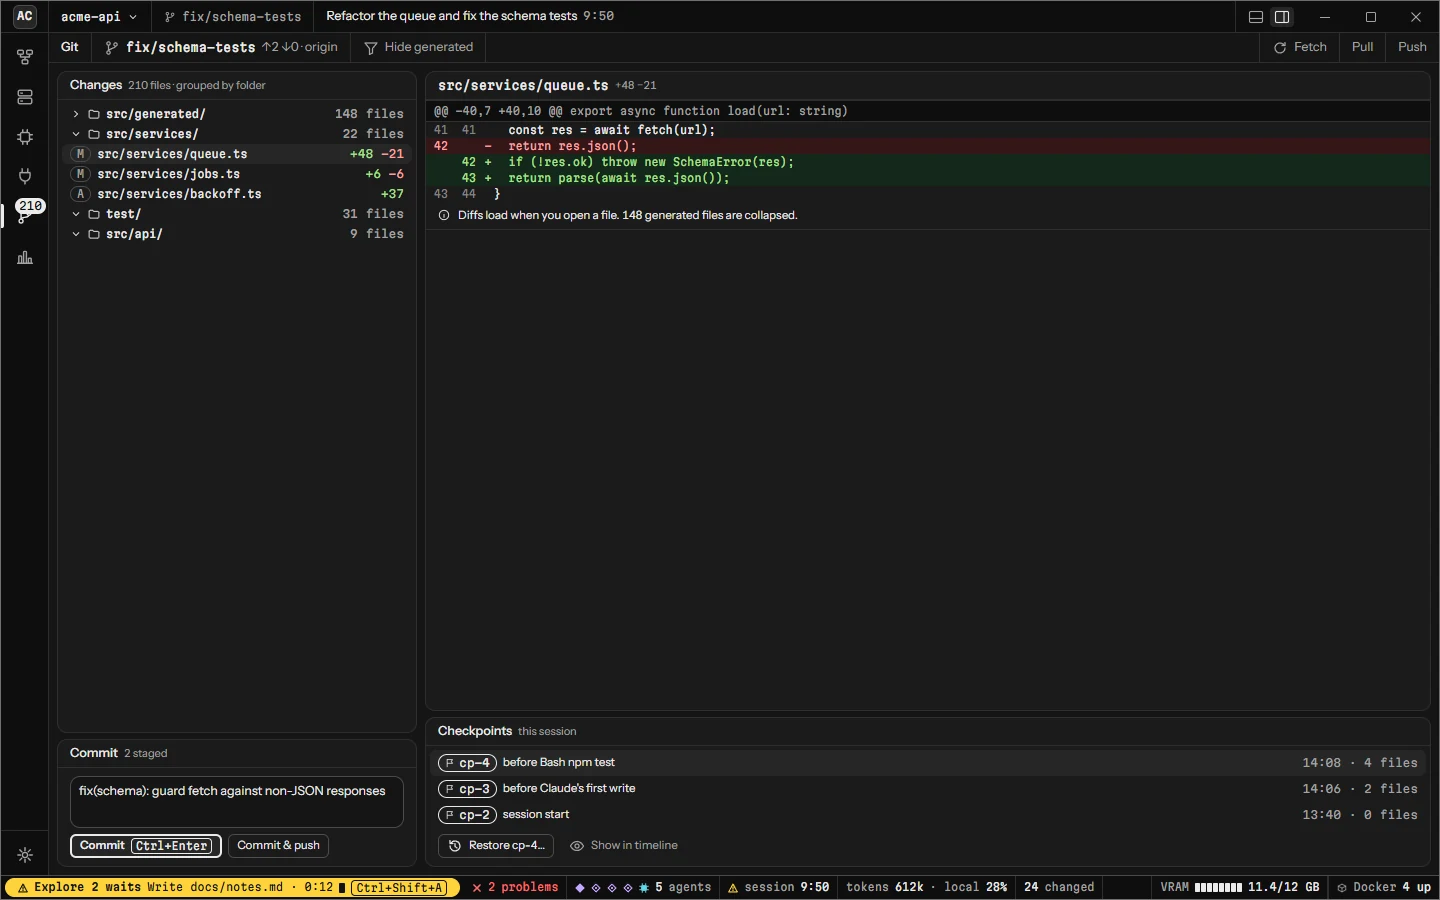 AC acme-api fix/schema-tests Refactor the queue and fix the schema tests 9:50
Git fix/schema-tests ↑2 ↓0·origin Hide generated Fetch Pull Push
Changes 210 files·grouped by folder
src/generated/ 148 files
src/services/ 22 files
M src/services/queue.ts +48 −21
M src/services/jobs.ts +6 −6
A src/services/backoff.ts +37
test/ 31 files
src/api/ 9 files
210
Commit 2 staged
fix(schema): guard fetch against non-JSON responses
Commit Ctrl+Enter Commit & push
src/services/queue.ts +48 −21
@@ −40,7 +40,10 @@ export async function load(url: string)
41 41 const res = await fetch(url);
42 − return res.json();
42 + if (!res.ok) throw new SchemaError(res);
43 + return parse(await res.json());
43 44 }
Diffs load when you open a file. 148 generated files are collapsed.
Checkpoints this session
cp−4 before Bash npm test 14:08 · 4 files
cp−3 before Claude's first write 14:06 · 2 files
cp−2 session start 13:40 · 0 files
Restore cp-4… Show in timeline
Explore 2 waits Write docs/notes.md · 0:12 Ctrl+Shift+A 2 problems 5 agents session 9:50 tokens 612k · local 28% 24 changed VRAM 11.4/12 GB Docker 4 up